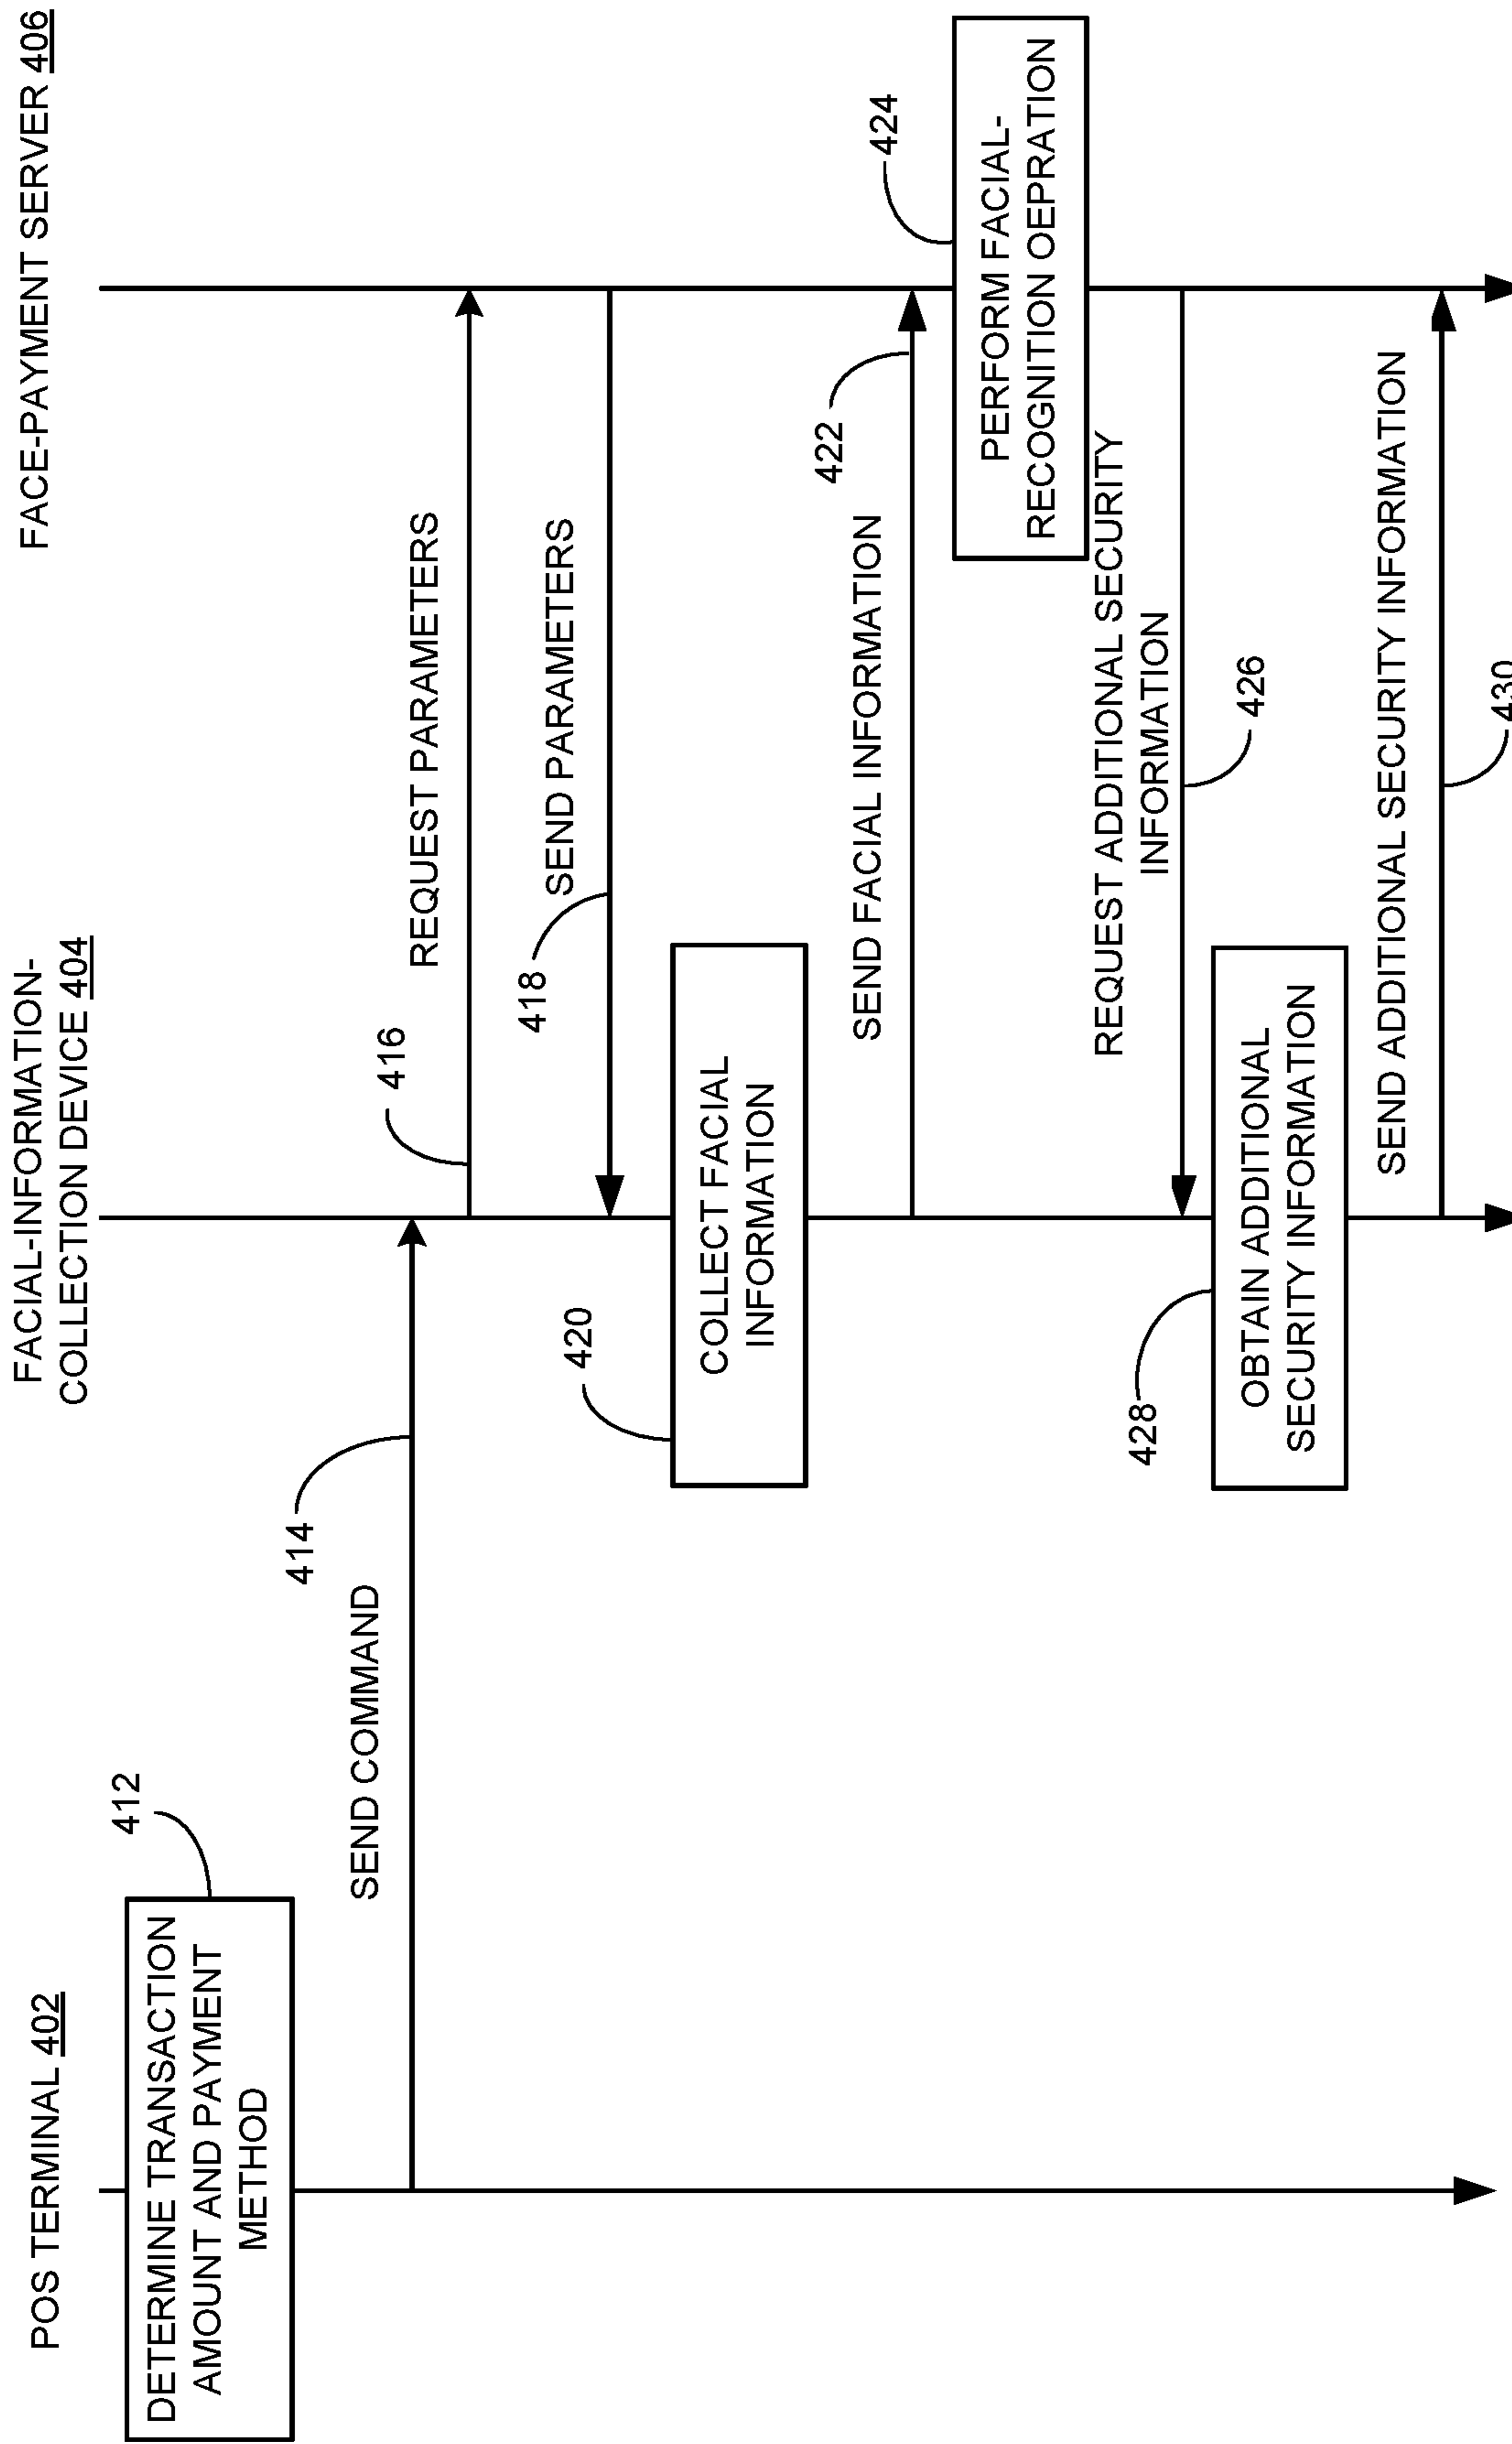 POS TERMINAL 402
FACIAL-INFORMATION-
COLLECTION DEVICE 404
FACE-PAYMENT SERVER 406
412
DETERMINE TRANSACTION
AMOUNT AND PAYMENT
METHOD
414
SEND COMMAND
416
REQUEST PARAMETERS
418
SEND PARAMETERS
420
COLLECT FACIAL
INFORMATION
422
SEND FACIAL INFORMATION
424
PERFORM FACIAL-
RECOGNITION OEPRATION
REQUEST ADDITIONAL SECURITY
INFORMATION
426
428
OBTAIN ADDITIONAL
SECURITY INFORMATION
SEND ADDITIONAL SECURITY INFORMATION
430